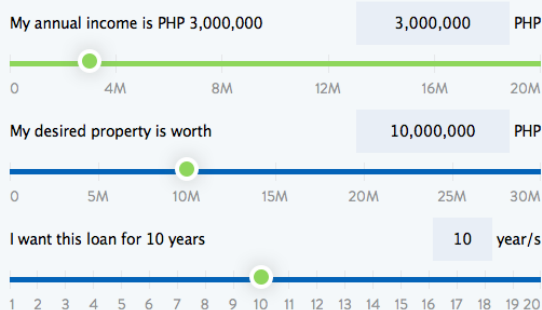 My annual income is PHP 3,000,000 3,000,000 PHP
0 4M 8M 12M 16M 20M
My desired property is worth 10,000,000 PHP
0 5M 10M 15M 20M 25M 30M
I want this loan for 10 years 10 year/s
1 2 3 4 5 6 7 8 9 10 11 12 13 14 15 16 17 18 19 20